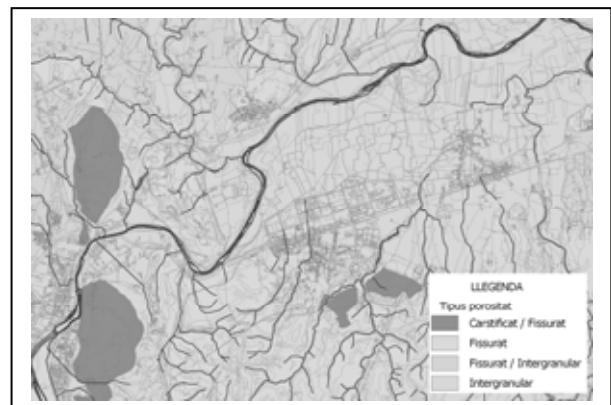 LLEGENDA
Tipus porositat
Carstificat / Fissurat
Fissurat
Fissurat / Intergranular
Intergranular